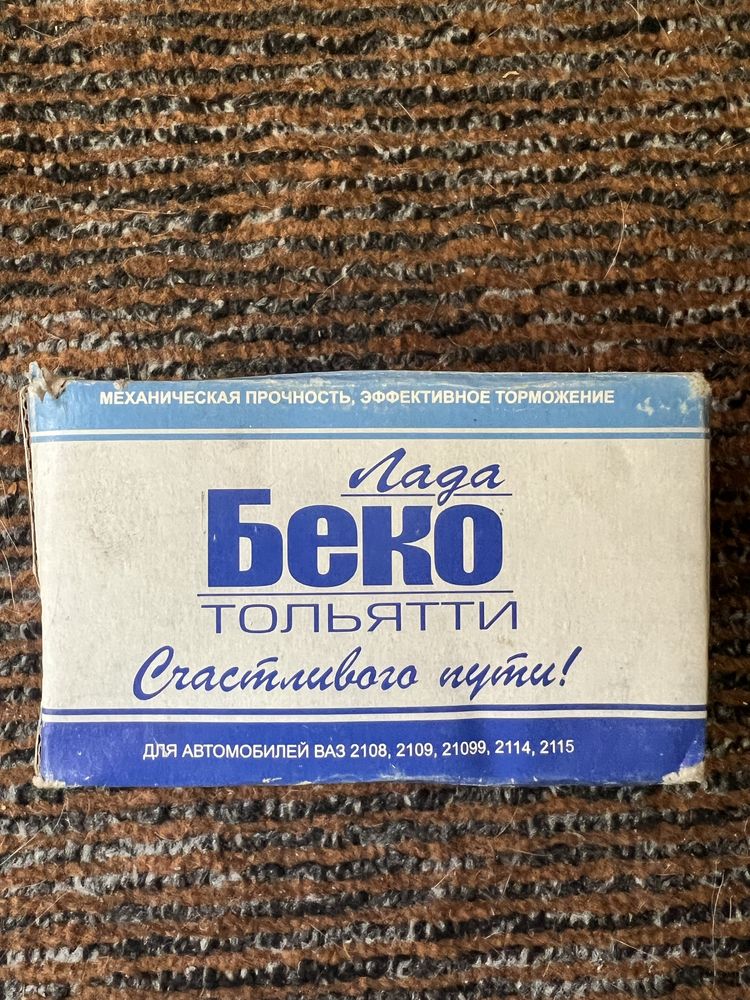 МЕХАНИЧЕСКАЯ ПРОЧНОСТЬ, ЭФФЕКТИВНОЕ ТОРМОЖЕНИЕ
Лада
Беко
ТОЛЬЯТТИ
Счастливого пути!
ДЛЯ АВТОМОБИЛЕЙ ВАЗ 2108, 2109, 21099, 2114, 2115